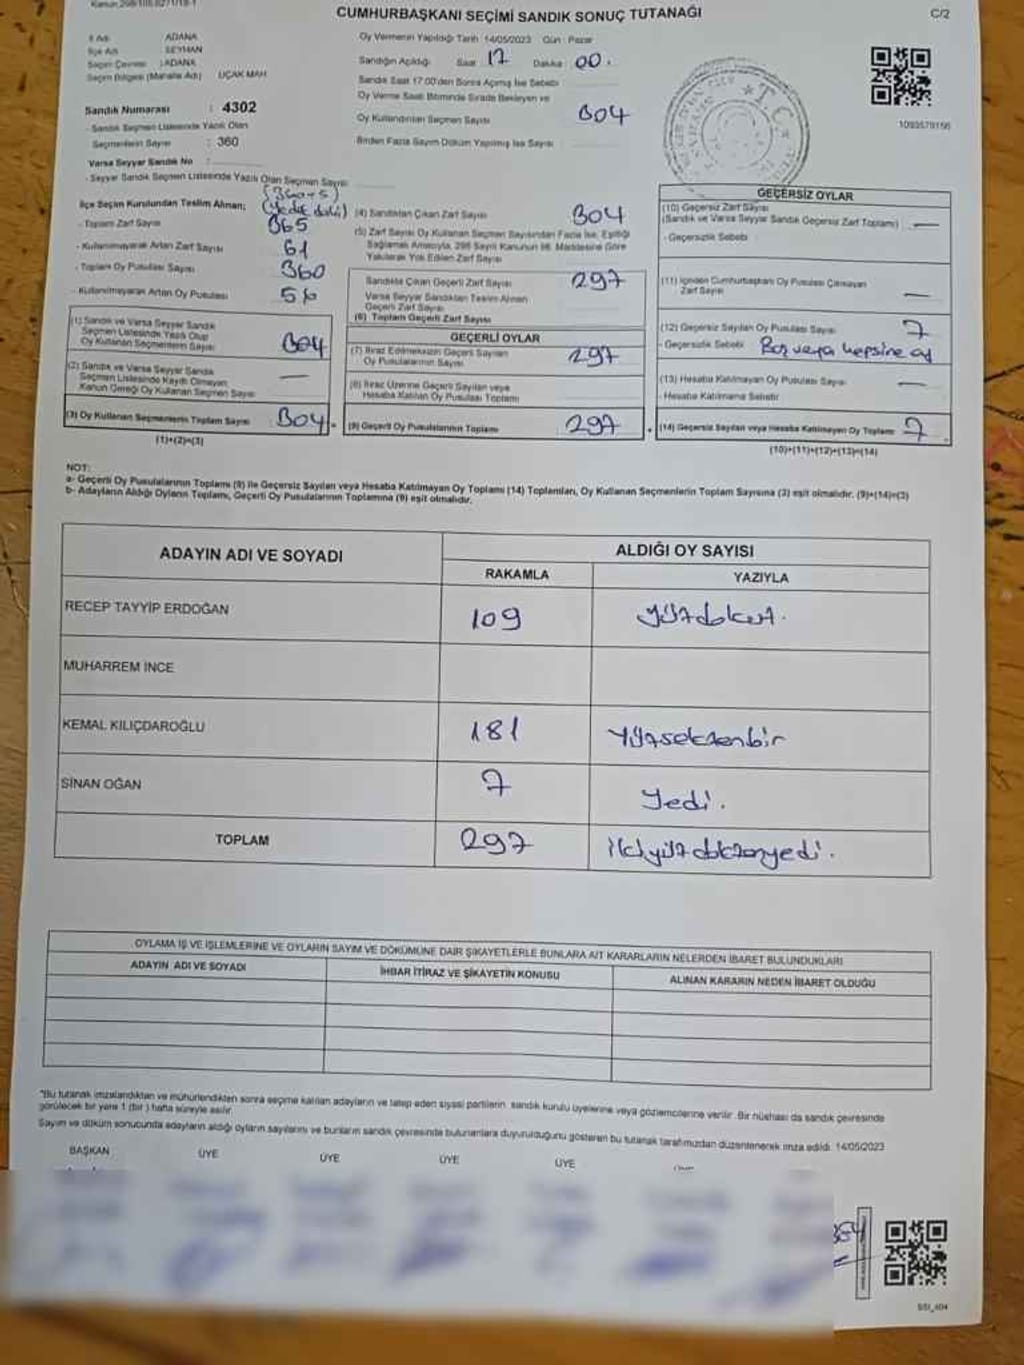 CUMHURBAŞKANI SEÇİMİ SANDIK SONUÇ TUTANAĞI
C/2
İl Adı : ADANA
İlçe Adı : SEYHAN
Seçim Çevresi : ADANA
Seçim Bölgesi (Mahalle Adı) UÇAK MAH
Sandık Numarası : 4302
- Sandık Seçmen Listesinde Yazılı Olan
Seçmenlerin Sayısı : 360
Varsa Seyyar Sandık No :
- Seyyar Sandık Seçmen Listesinde Yazılı Olan Seçmen Sayısı
Oy Vermenin Yapıldığı Tarih 14/05/2023 Gün : Pazar
Sandığın Açıldığı Saat 17 Dakika 00.
Sandık Saat 17:00'den Sonra Açılmış İse Sebebi
Oy Verme Saati Bitiminde Sırada Bekleyen ve
Oy Kullandırılan Seçmen Sayısı 304
Birden Fazla Sayım Döküm Yapılmış İse Sayısı
1093579156
(360+5)
İlçe Seçim Kurulundan Teslim Alınan; (yedek dahil)
- Toplam Zarf Sayısı 365
- Kullanılmayarak Artan Zarf Sayısı 61
- Toplam Oy Pusulası Sayısı 360
- Kullanılmayarak Artan Oy Pusulası 56
(1) Sandık ve Varsa Seyyar Sandık
Seçmen Listesinde Yazılı Olup
Oy Kullanan Seçmenlerin Sayısı 304
(2) Sandık ve Varsa Seyyar Sandık
Seçmen Listesinde Kaydı Olmayan,
Kanun Gereği Oy Kullanan Seçmen Sayısı —
(3) Oy Kullanan Seçmenlerin Toplam Sayısı 304
(1)+(2)=(3)
(4) Sandıktan Çıkan Zarf Sayısı 304
(5) Zarf Sayısı Oy Kullanan Seçmen Sayısından Fazla İse, Eşitliği
Sağlamak Amacıyla, 298 Sayılı Kanunun 98. Maddesine Göre
Yakılarak Yok Edilen Zarf Sayısı
Sandıkta Çıkan Geçerli Zarf Sayısı 297
Varsa Seyyar Sandıktan Teslim Alınan
Geçerli Zarf Sayısı
(6) Toplam Geçerli Zarf Sayısı
GEÇERLİ OYLAR
(7) İtiraz Edilmeksizin Geçerli Sayılan
Oy Pusulalarının Sayısı 297
(8) İtiraz Üzerine Geçerli Sayılan veya
Hesaba Katılan Oy Pusulası Toplamı
(9) Geçerli Oy Pusulalarının Toplamı 297
GEÇERSİZ OYLAR
(10) Geçersiz Zarf Sayısı
(Sandık ve Varsa Seyyar Sandık Geçersiz Zarf Toplamı) —
- Geçersizlik Sebebi
(11) İçinden Cumhurbaşkanı Oy Pusulası Çıkmayan
Zarf Sayısı —
(12) Geçersiz Sayılan Oy Pusulası Sayısı 7
- Geçersizlik Sebebi Boş veya hepsine ad
(13) Hesaba Katılmayan Oy Pusulası Sayısı —
- Hesaba Katılmama Sebebi
(14) Geçersiz Sayılan veya Hesaba Katılmayan Oy Toplamı 7
(10)+(11)+(12)+(13)=(14)
NOT:
a- Geçerli Oy Pusulalarının Toplamı (9) ile Geçersiz Sayılan veya Hesaba Katılmayan Oy Toplamı (14) Toplamları, Oy Kullanan Seçmenlerin Toplam Sayısına (3) eşit olmalıdır. (9)+(14)=(3)
b- Adayların Aldığı Oyların Toplamı, Geçerli Oy Pusulalarının Toplamına (9) eşit olmalıdır.
ADAYIN ADI VE SOYADI
ALDIĞI OY SAYISI
RAKAMLA YAZIYLA
RECEP TAYYİP ERDOĞAN 109 yüzdokuz.
MUHARREM İNCE
KEMAL KILIÇDAROĞLU 181 yüzseksenbir
SİNAN OĞAN 7 yedi.
TOPLAM 297 ikiyüzdoksanyedi.
OYLAMA İŞ VE İŞLEMLERİNE VE OYLARIN SAYIM VE DÖKÜMÜNE DAİR ŞİKAYETLERLE BUNLARA AİT KARARLARIN NELERDEN İBARET BULUNDUKLARI
ADAYIN ADI VE SOYADI
İHBAR İTİRAZ VE ŞİKAYETİN KONUSU
ALINAN KARARIN NEDEN İBARET OLDUĞU
*Bu tutanak imzalandıktan ve mühürlendikten sonra seçime katılan adayların ve talep eden siyasi partilerin sandık kurulu üyelerine veya gözlemcilerine verilir. Bir nüshası da sandık çevresinde
görülecek bir yere 1 (bir) hafta süreyle asılır.
Sayım ve döküm sonucunda adayların aldığı oyların sayılarını ve bunların sandık çevresinde bulunanlara duyurulduğunu gösteren bu tutanak tarafımızdan düzenlenerek imza edildi. 14/05/2023
BAŞKAN ÜYE ÜYE ÜYE ÜYE